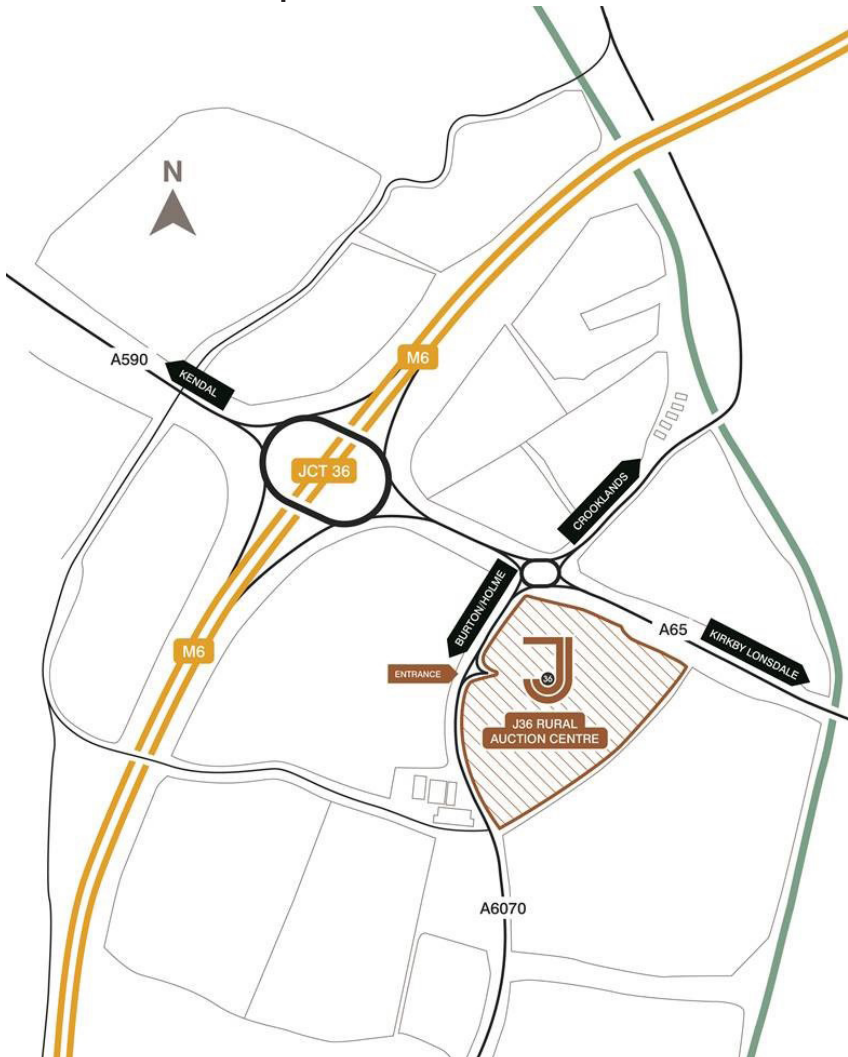 N
A590
KENDAL
M6
JCT 36
CROOKLANDS
BURTON/HOLME
A65
KIRKBY LONSDALE
M6
ENTRANCE
36
J36 RURAL
AUCTION CENTRE
A6070